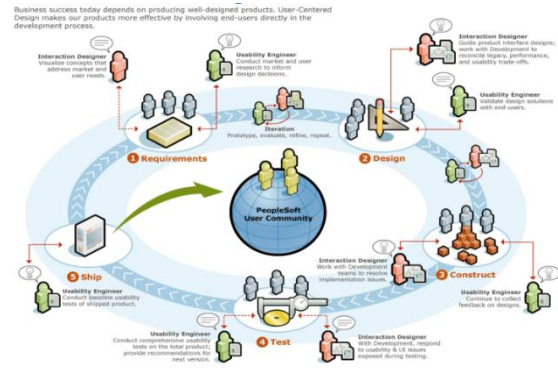 Business success today depends on producing well-designed products. User-Centered
Design makes our products more effective by involving end-users directly in the
development process.
Interaction Designer
Visualize concepts that
address market and
user needs.
Usability Engineer
Conduct market and user
research to inform
design decisions.
Interaction Designer
Guide product interface designs;
work with Development to
reconcile legacy, performance,
and usability trade-offs.
Usability Engineer
Validate design solutions
with end-users.
Iteration
Prototype, evaluate, refine, repeat.
1 Requirements
2 Design
PeopleSoft
User Community
Interaction Designer
Work with Development
teams to resolve
implementation issues.
3 Construct
Usability Engineer
Continue to collect
feedback on designs.
5 Ship
Usability Engineer
Conduct baseline usability
tests of shipped product.
4 Test
Usability Engineer
Conduct comprehensive usability
tests on the total product;
provide recommendations for
next version.
Interaction Designer
With Development, respond
to usability & UI issues
exposed during testing.